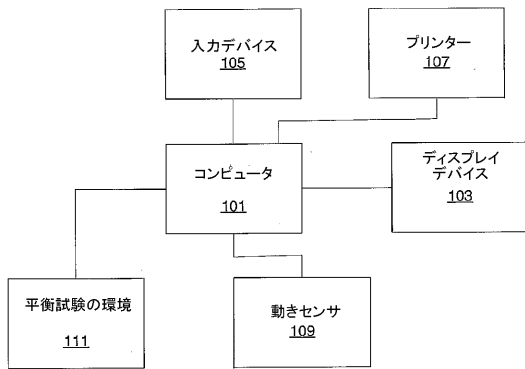 入力デバイス
105
プリンター
107
コンピュータ
101
ディスプレイ
デバイス
103
平衡試験の環境
111
動きセンサ
109